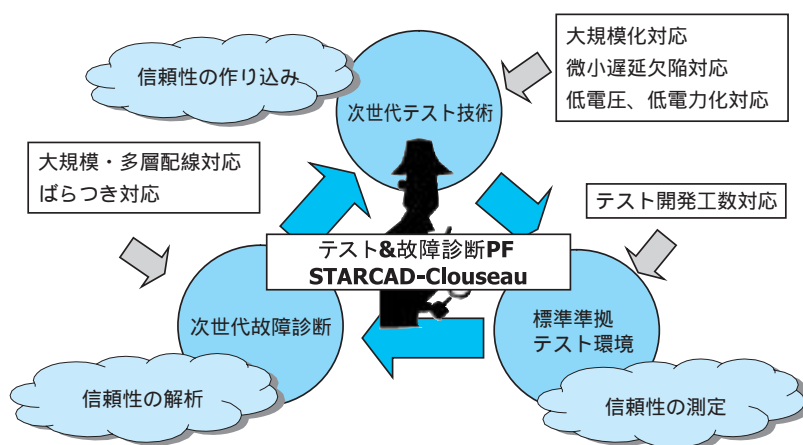 信頼性の作り込み
次世代テスト技術
大規模化対応
微小遅延欠陥対応
低電圧、低電力化対応
大規模・多層配線対応
ばらつき対応
テスト開発工数対応
テスト&故障診断PF
STARCAD-Clouseau
次世代故障診断
標準準拠
テスト環境
信頼性の解析
信頼性の測定